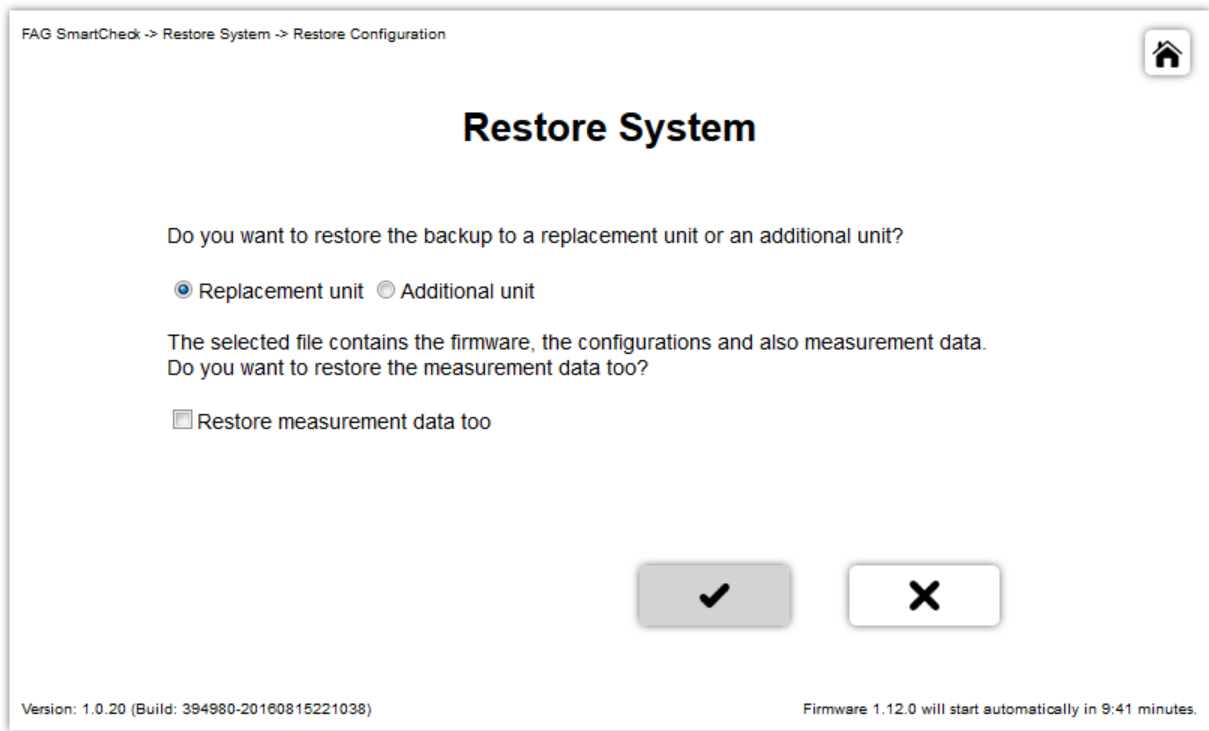 FAG SmartCheck -> Restore System -> Restore Configuration
Restore System
Do you want to restore the backup to a replacement unit or an additional unit?
Replacement unit Additional unit
The selected file contains the firmware, the configurations and also measurement data.
Do you want to restore the measurement data too?
Restore measurement data too
Version: 1.0.20 (Build: 394980-20160815221038) Firmware 1.12.0 will start automatically in 9:41 minutes.